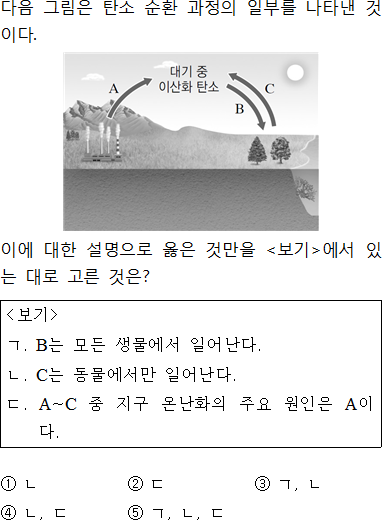 다음 그림은 탄소 순환 과정의 일부를 나타낸 것
이다.
대기 중
이산화 탄소
A
B
C
이에 대한 설명으로 옳은 것만을 <보기>에서 있
는 대로 고른 것은?
<보기>
ㄱ. B는 모든 생물에서 일어난다.
ㄴ. C는 동물에서만 일어난다.
ㄷ. A~C 중 지구 온난화의 주요 원인은 A이
다.
① ㄴ ② ㄷ ③ ㄱ, ㄴ
④ ㄴ, ㄷ ⑤ ㄱ, ㄴ, ㄷ